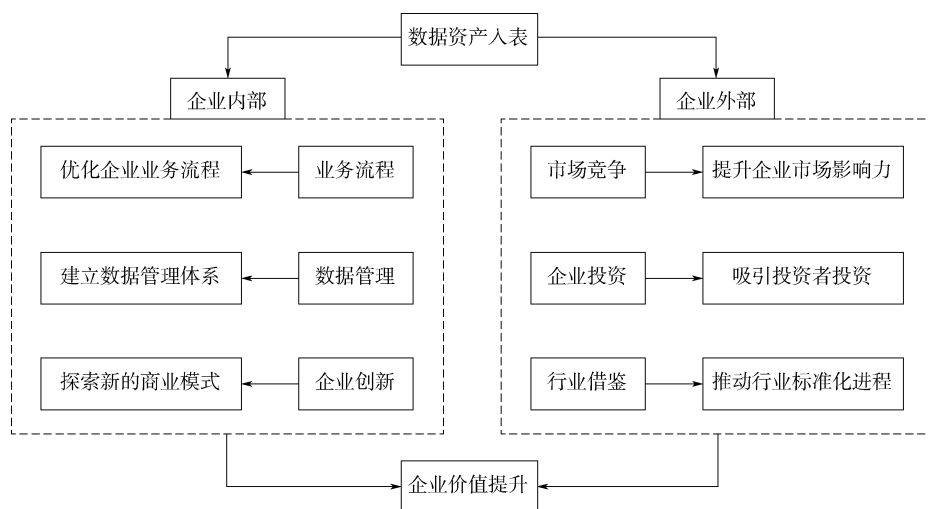 数据资产入表
企业内部
企业外部
优化企业业务流程
业务流程
市场竞争
提升企业市场影响力
建立数据管理体系
数据管理
企业投资
吸引投资者投资
探索新的商业模式
企业创新
行业借鉴
推动行业标准化进程
企业价值提升